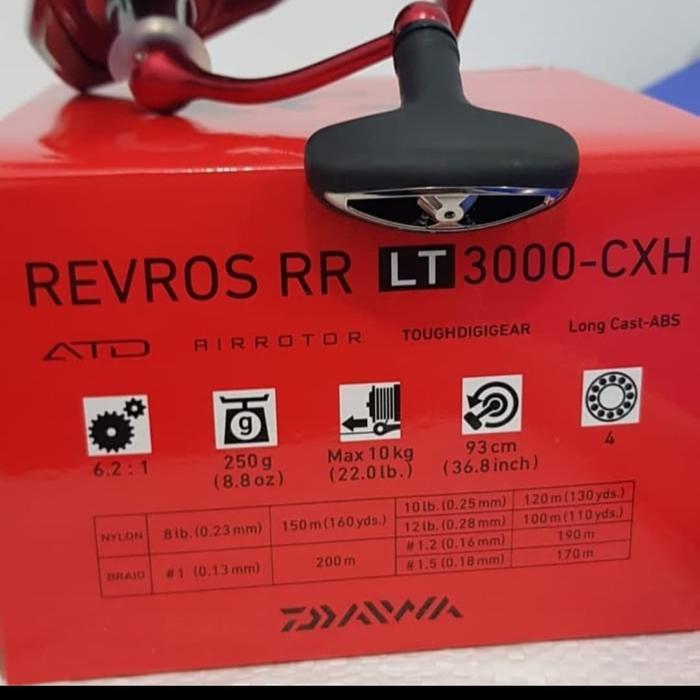 REVROS RR LT 3000-CXH
ATD AIRROTOR TOUGHDIGIGEAR Long Cast-ABS
g
6.2 : 1 250 g Max 10 kg 93 cm 4
(8.8 oz) (22.0 lb.) (36.8 inch)
NYLON 8 lb. (0.23 mm) 150 m (160 yds.) 10 lb. (0.25 mm) 120 m (130 yds.)
12 lb. (0.28 mm) 100 m (110 yds.)
BRAID #1 (0.13 mm) 200 m #1.2 (0.16 mm) 190 m
#1.5 (0.18 mm) 170 m
DAIWA